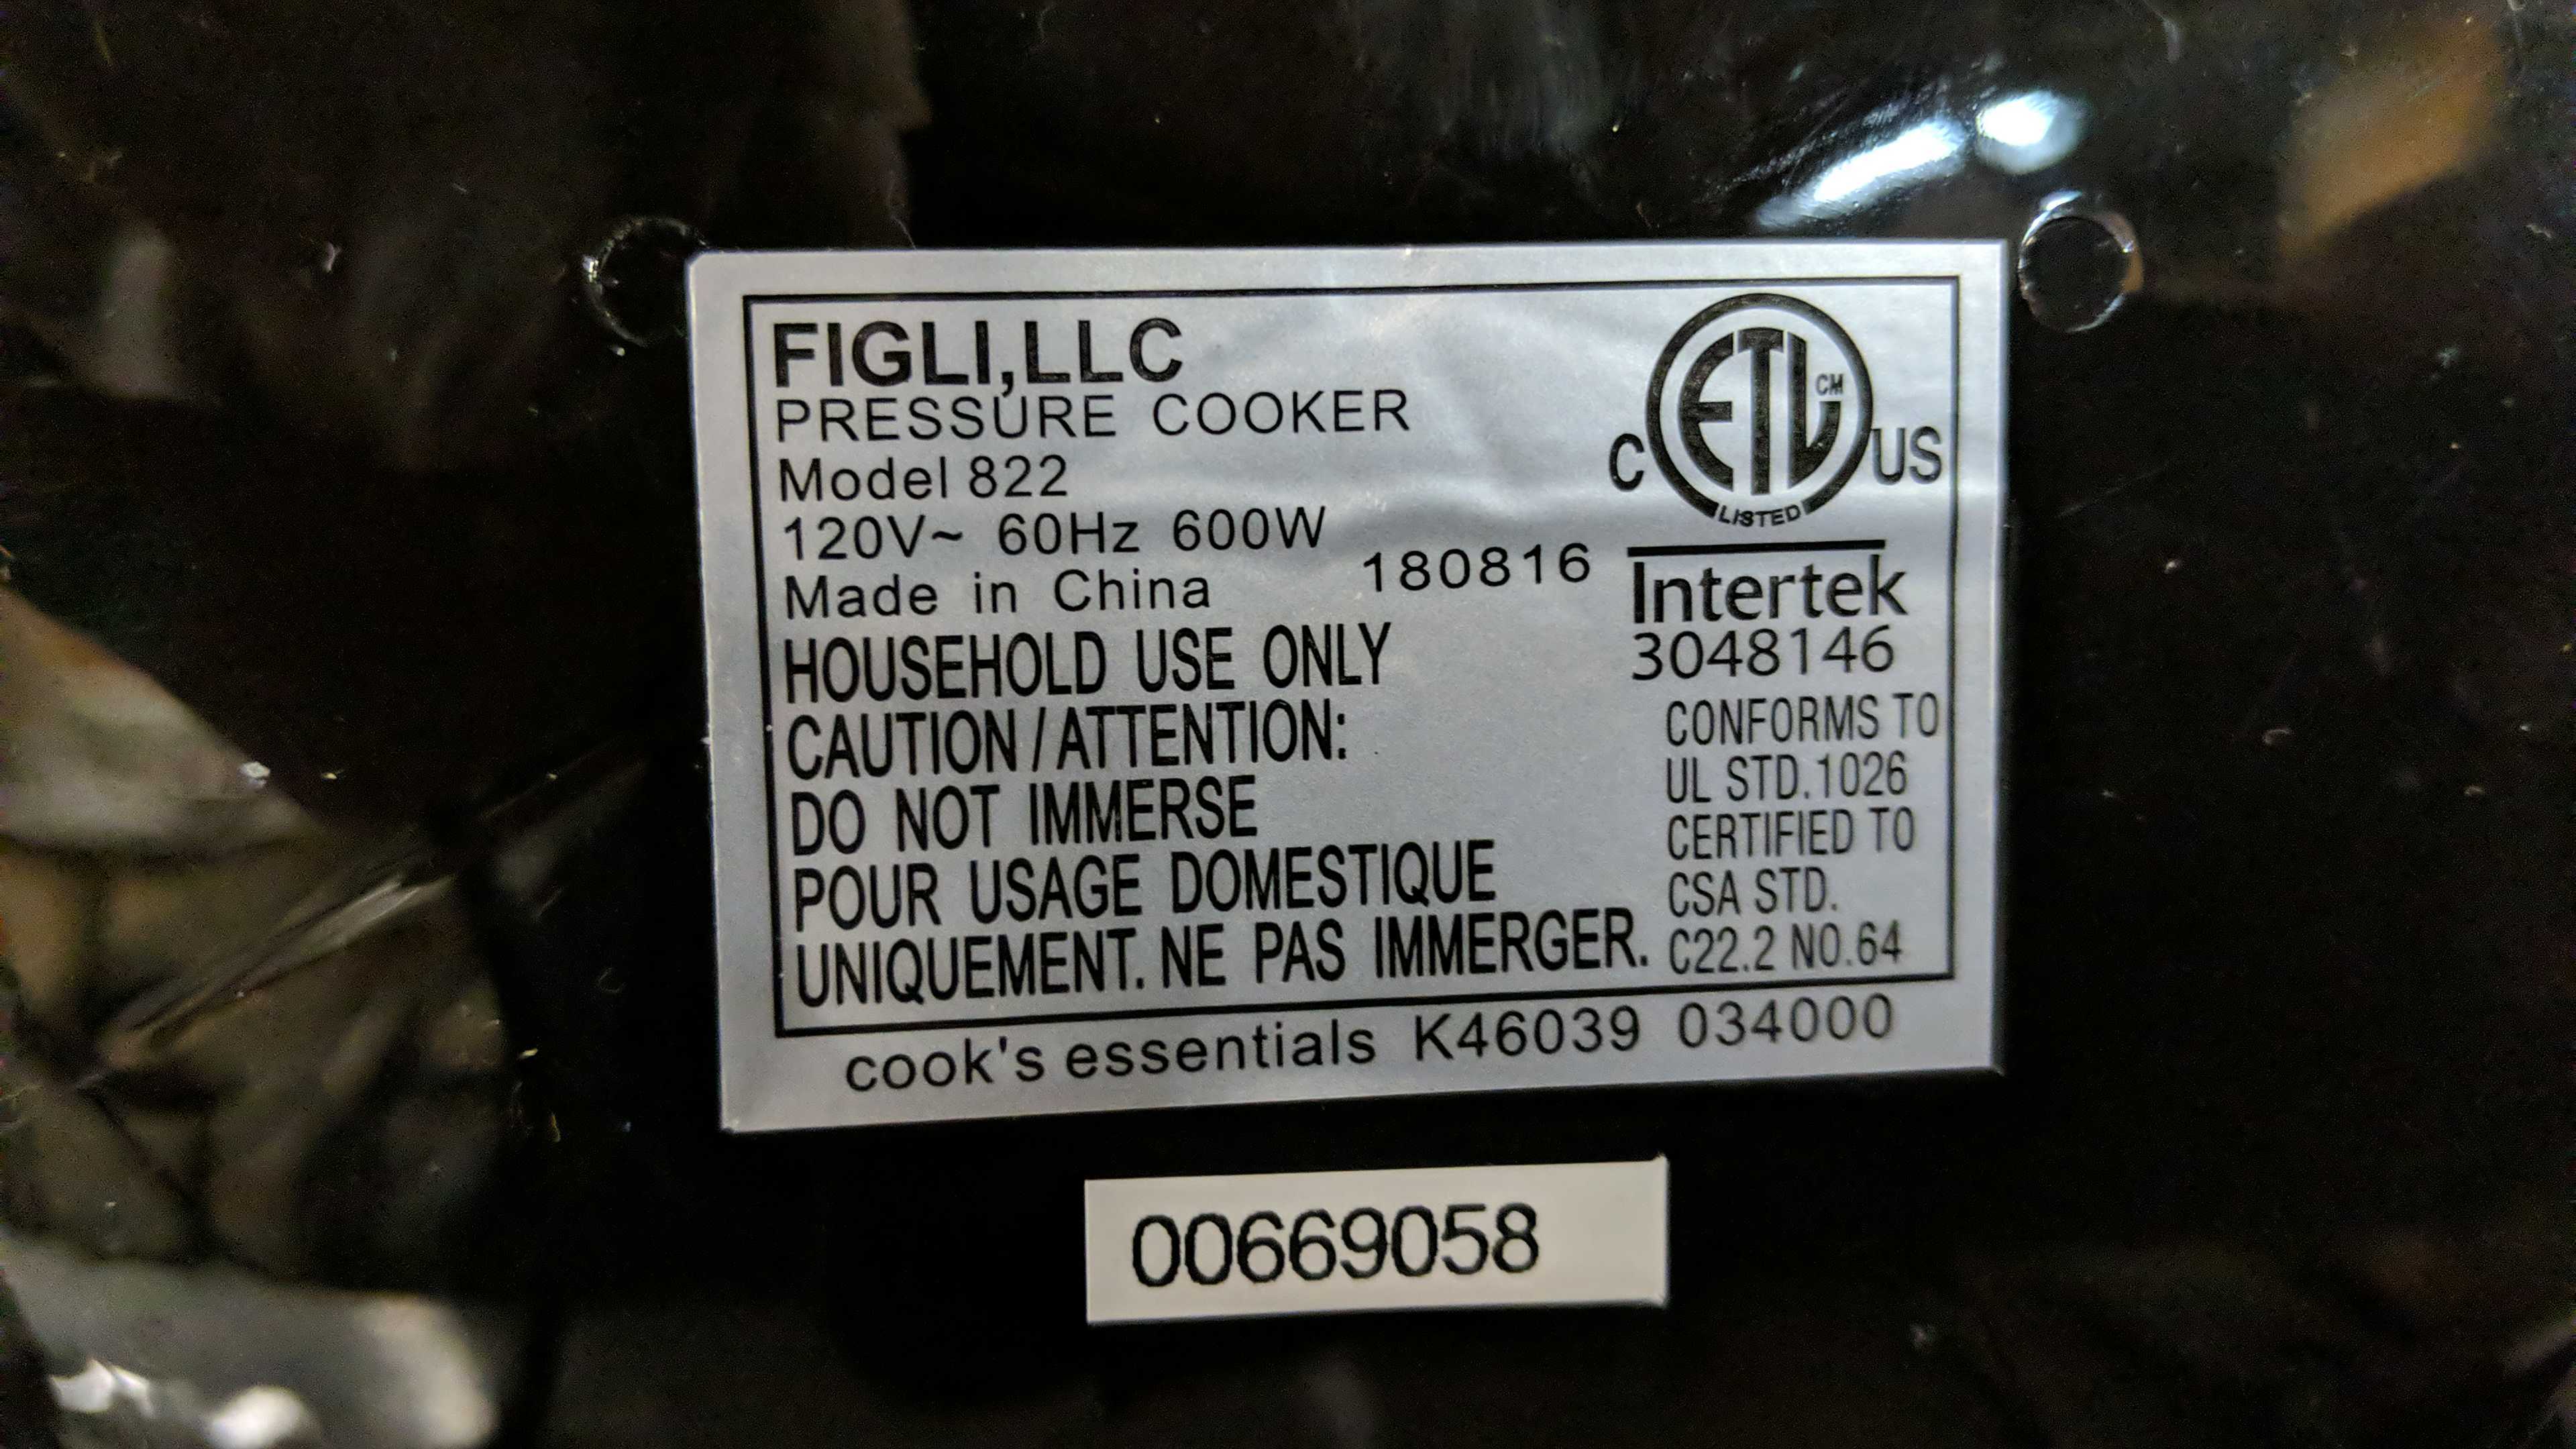 FIGLI,LLC
PRESSURE COOKER
Model 822
120V~ 60Hz 600W
Made in China 180816
HOUSEHOLD USE ONLY
CAUTION/ATTENTION:
DO NOT IMMERSE
POUR USAGE DOMESTIQUE
UNIQUEMENT. NE PAS IMMERGER.
C ETL CM US
LISTED
Intertek
3048146
CONFORMS TO
UL STD.1026
CERTIFIED TO
CSA STD.
C22.2 NO.64
cook's essentials K46039 034000
00669058